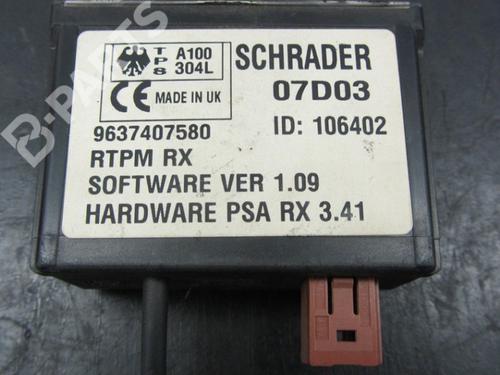 TPS A100
304L
SCHRADER
CE MADE IN UK
07D03
9637407580
ID: 106402
RTPM RX
SOFTWARE VER 1.09
HARDWARE PSA RX 3.41
B-PARTS